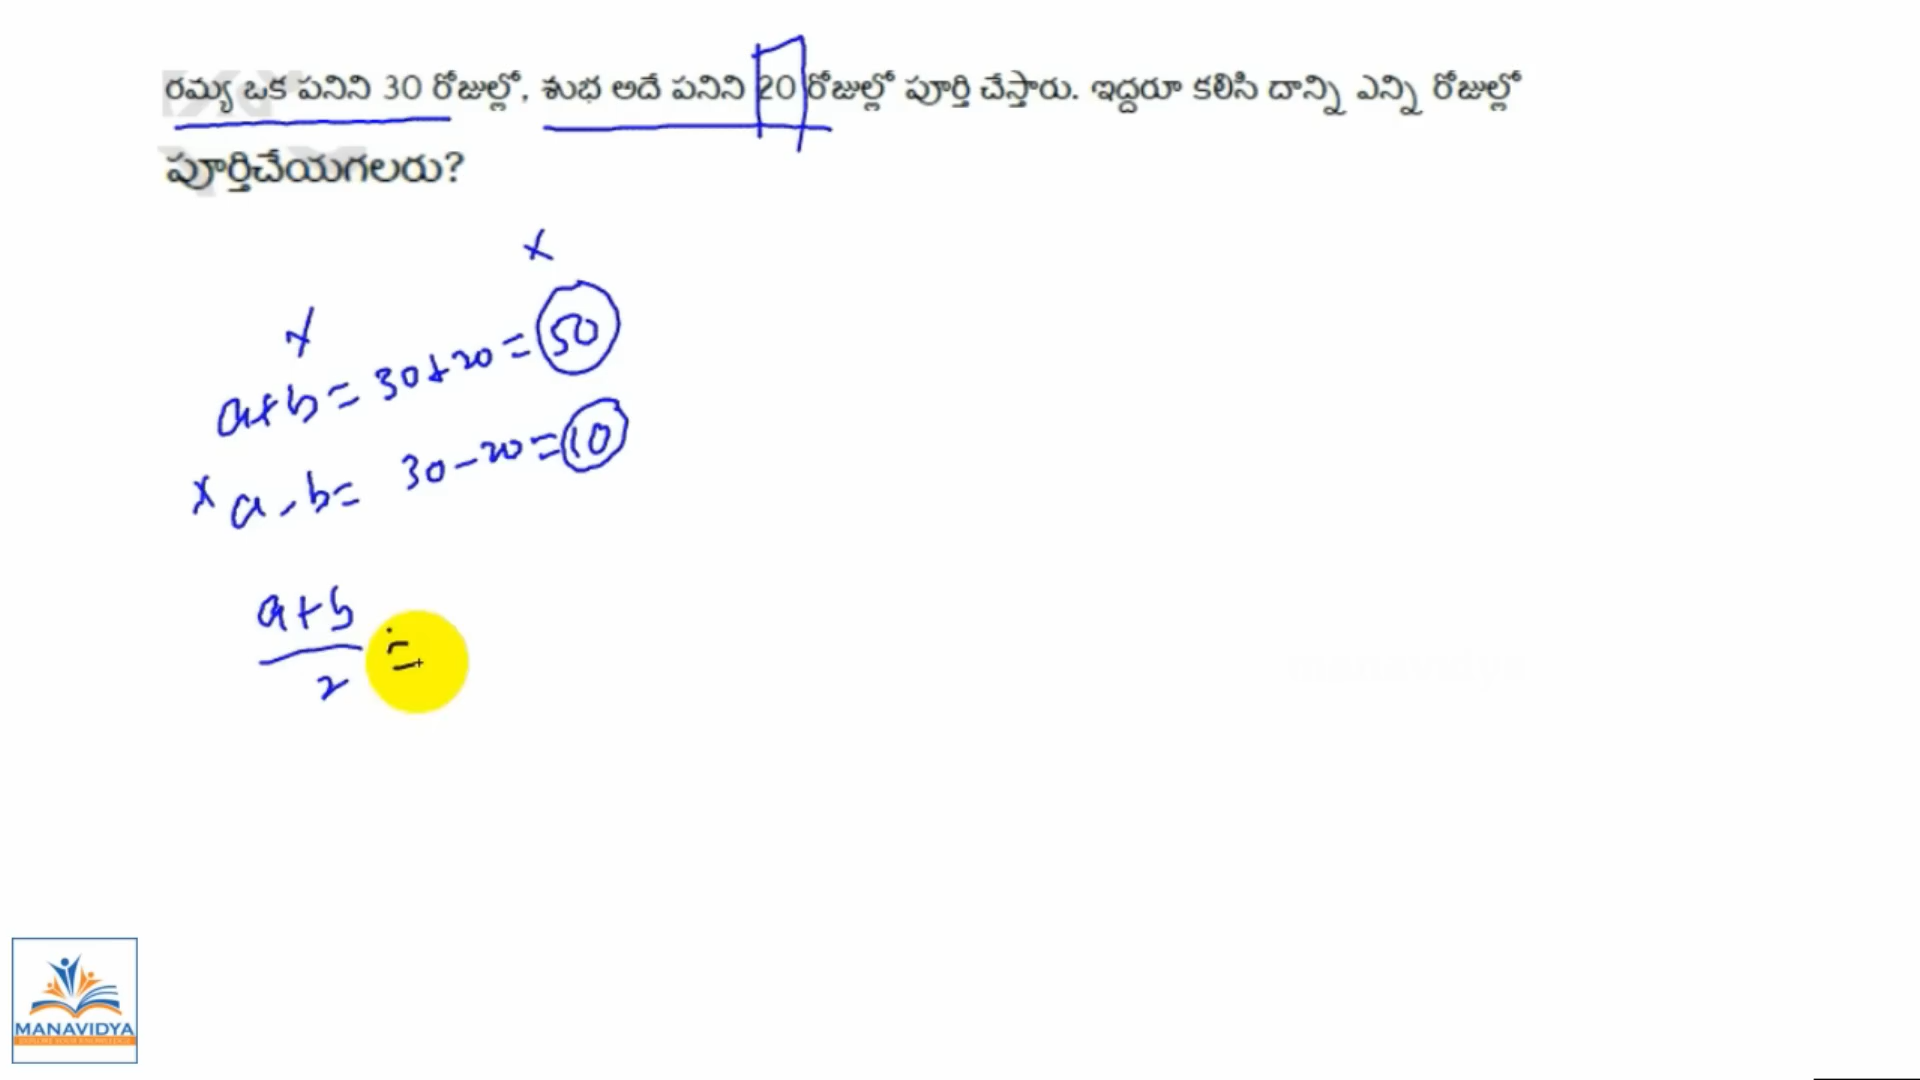 రమ్య ఒక పనిని 30 రోజుల్లో, శుభ అదే పనిని 20 రోజుల్లో పూర్తి చేస్తారు. ఇద్దరూ కలిసి దాన్ని ఎన్ని రోజుల్లో
పూర్తిచేయగలరు?
x
x
a+b = 30+20 = 50
x a-b = 30-20 = 10
a+b
2 =
MANAVIDYA